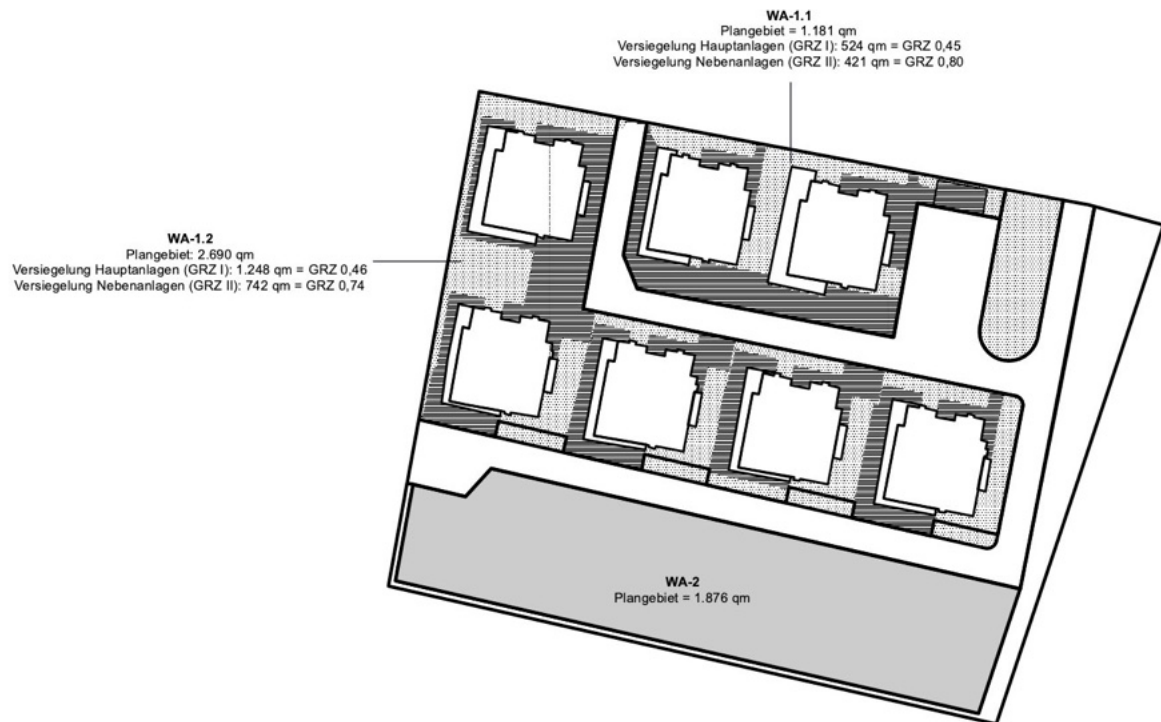 WA-1.1
Plangebiet = 1.181 qm
Versiegelung Hauptanlagen (GRZ I): 524 qm = GRZ 0,45
Versiegelung Nebenanlagen (GRZ II): 421 qm = GRZ 0,80
WA-1.2
Plangebiet: 2.690 qm
Versiegelung Hauptanlagen (GRZ I): 1.248 qm = GRZ 0,46
Versiegelung Nebenanlagen (GRZ II): 742 qm = GRZ 0,74
WA-2
Plangebiet = 1.876 qm